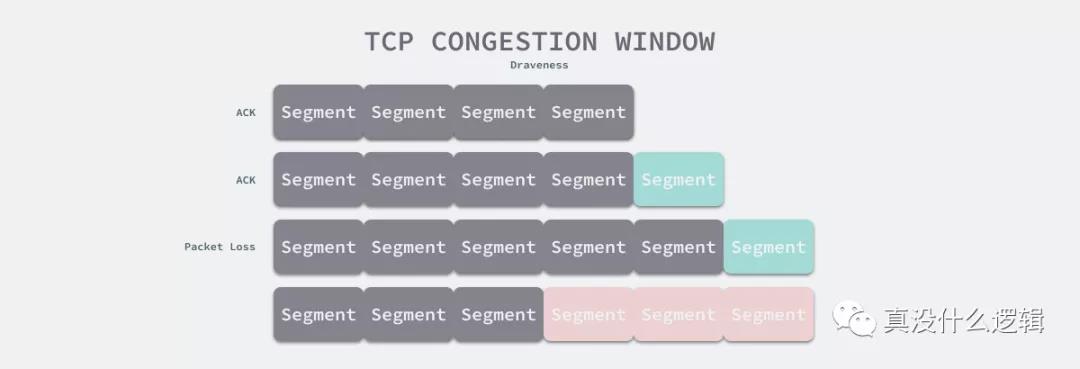 TCP CONGESTION WINDOW
Draveness
ACK Segment Segment Segment Segment
ACK Segment Segment Segment Segment Segment
Packet Loss Segment Segment Segment Segment Segment Segment
Segment Segment Segment Segment Segment Segment
真没什么逻辑